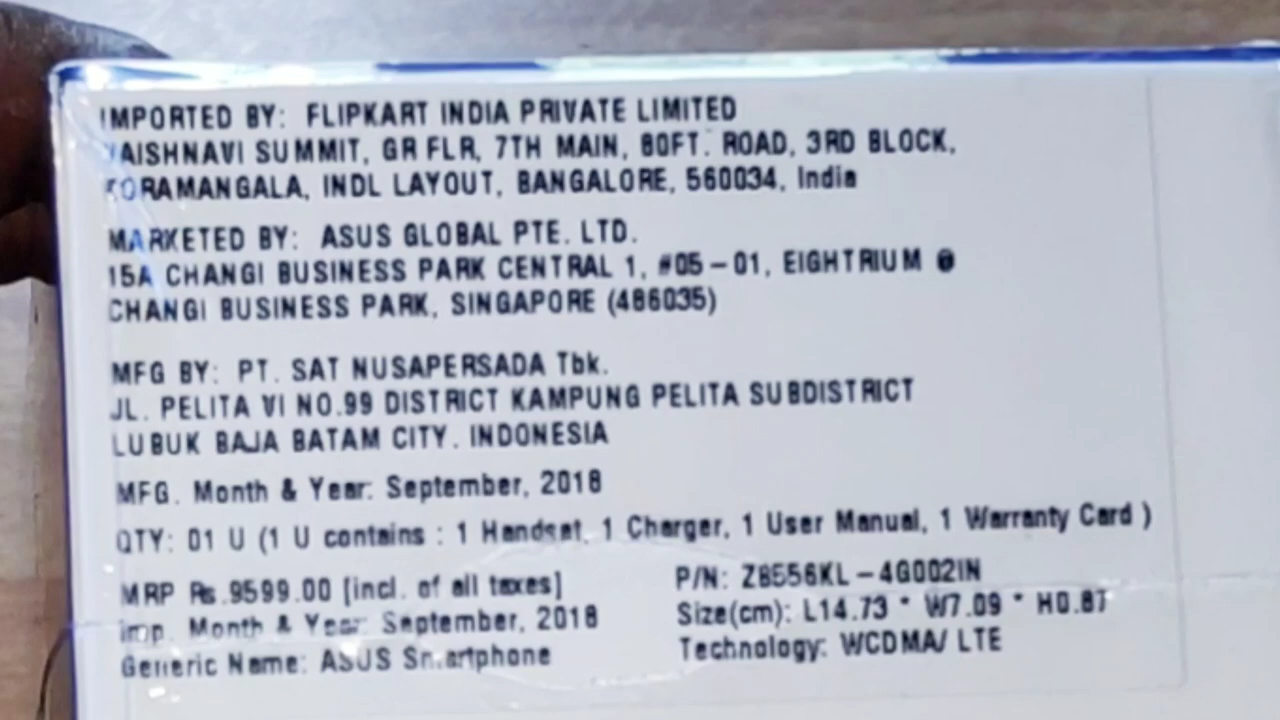 IMPORTED BY: FLIPKART INDIA PRIVATE LIMITED
VAISHNAVI SUMMIT, GR FLR, 7TH MAIN, 80FT. ROAD, 3RD BLOCK,
KORAMANGALA, INDL LAYOUT, BANGALORE, 560034, India
MARKETED BY: ASUS GLOBAL PTE. LTD.
15A CHANGI BUSINESS PARK CENTRAL 1, #05-01, EIGHTRIUM @
CHANGI BUSINESS PARK, SINGAPORE (486035)
MFG BY: PT. SAT NUSAPERSADA Tbk.
JL. PELITA VI NO.99 DISTRICT KAMPUNG PELITA SUBDISTRICT
LUBUK BAJA BATAM CITY. INDONESIA
MFG. Month & Year: September, 2018
QTY: 01 U (1 U contains : 1 Handset, 1 Charger, 1 User Manual, 1 Warranty Card )
MRP Rs.9599.00 [incl. of all taxes]
Imp. Month & Year: September, 2018
Generic Name: ASUS Smartphone
P/N: ZB556KL-4G002IN
Size(cm): L14.73 * W7.09 * H0.87
Technology: WCDMA/ LTE